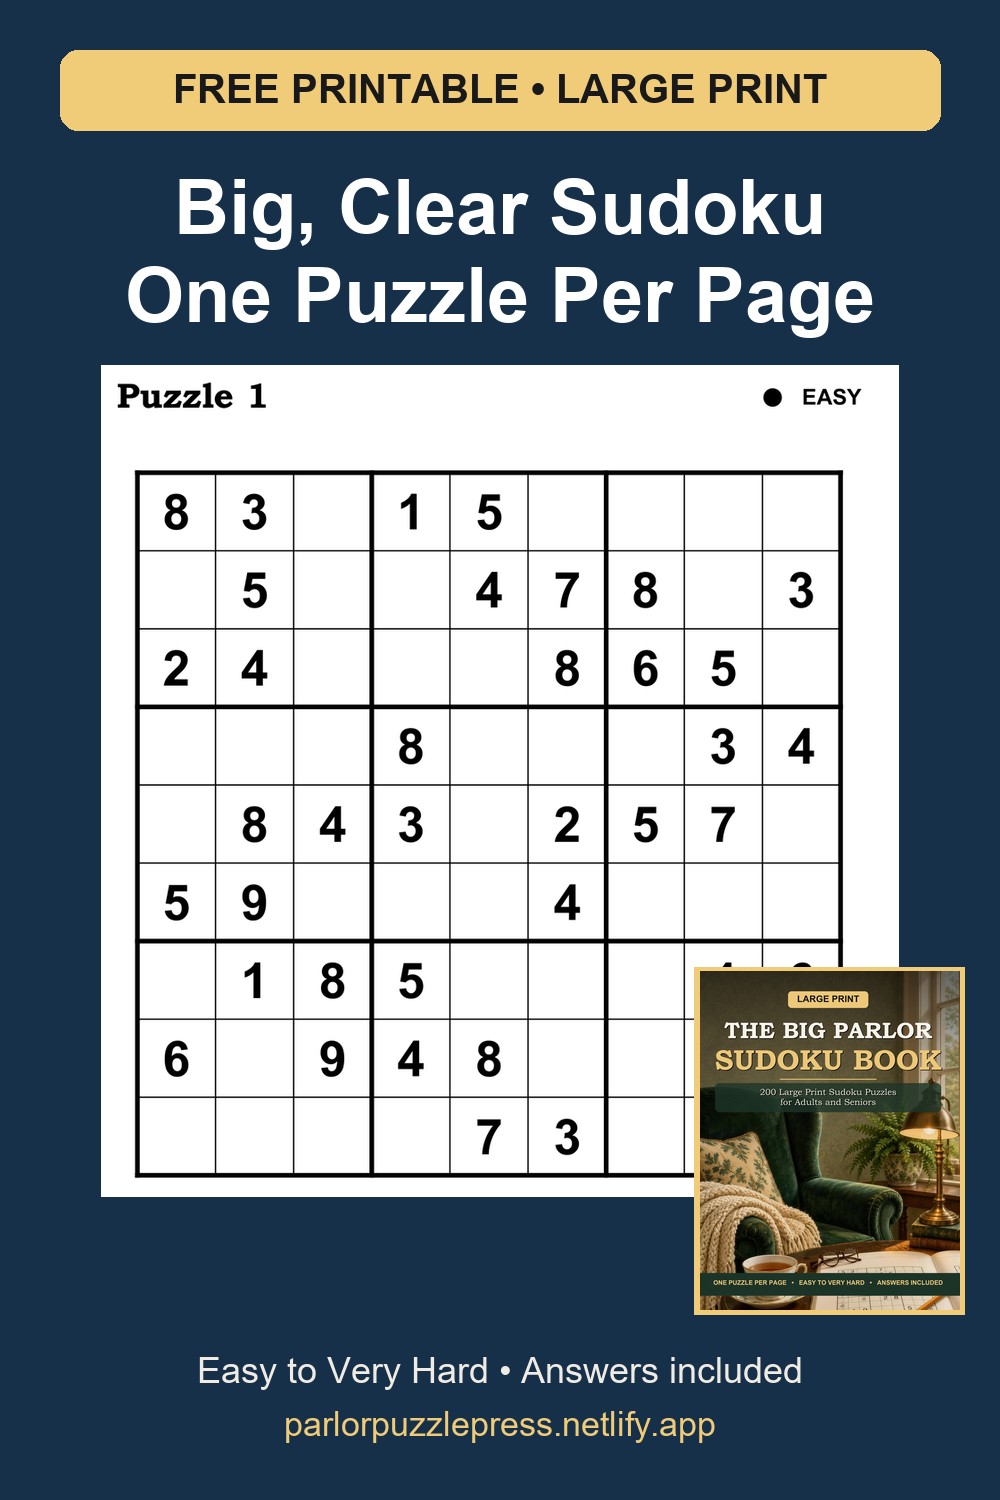 FREE PRINTABLE • LARGE PRINT
Big, Clear Sudoku
One Puzzle Per Page
Puzzle 1
● EASY
8 3 1 5
5 4 7 8 3
2 4 8 6 5
8 3 4
8 4 3 2 5 7
5 9 4
1 8 5
6 9 4 8
7 3
LARGE PRINT
THE BIG PARLOR
SUDOKU BOOK
200 Large Print Sudoku Puzzles
for Adults and Seniors
ONE PUZZLE PER PAGE • EASY TO VERY HARD • ANSWERS INCLUDED
Easy to Very Hard • Answers included
parlorpuzzlepress.netlify.app